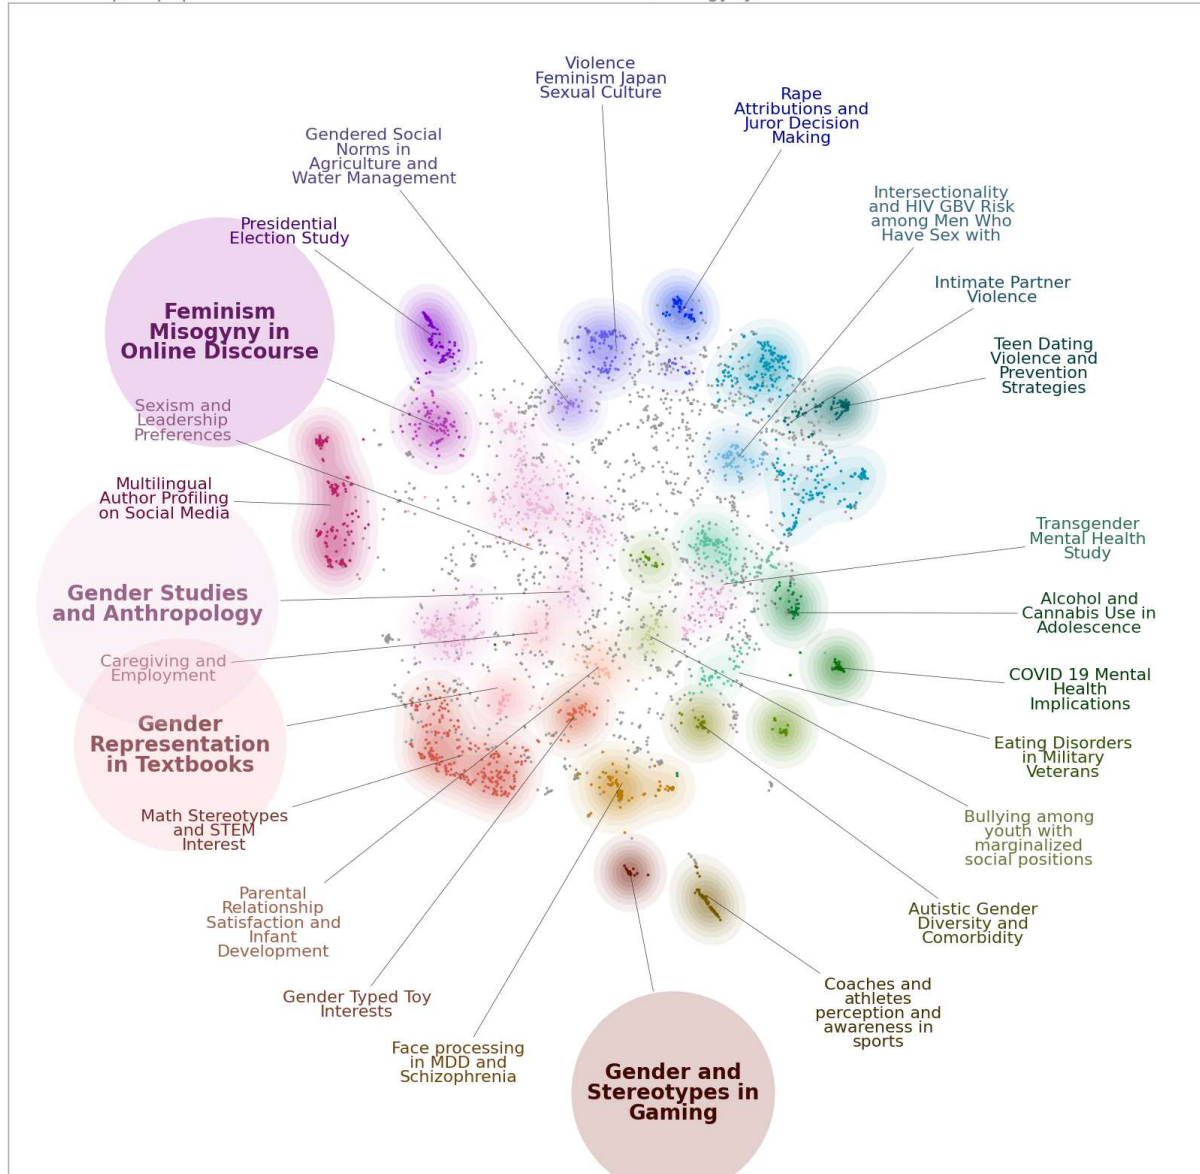 Violence
Feminism Japan
Sexual Culture
Rape
Attributions and
Juror Decision
Making
Gendered Social
Norms in
Agriculture and
Water Management
Intersectionality
and HIV GBV Risk
among Men Who
Have Sex with
Presidential
Election Study
Intimate Partner
Violence
Feminism
Misogyny in
Online Discourse
Teen Dating
Violence and
Prevention
Strategies
Sexism and
Leadership
Preferences
Multilingual
Author Profiling
on Social Media
Transgender
Mental Health
Study
Gender Studies
and Anthropology
Alcohol and
Cannabis Use in
Adolescence
Caregiving and
Employment
COVID 19 Mental
Health
Implications
Gender
Representation
in Textbooks
Eating Disorders
in Military
Veterans
Math Stereotypes
and STEM
Interest
Bullying among
youth with
marginalized
social positions
Parental
Relationship
Satisfaction and
Infant
Development
Autistic Gender
Diversity and
Comorbidity
Gender Typed Toy
Interests
Coaches and
athletes
perception and
awareness in
sports
Face processing
in MDD and
Schizophrenia
Gender and
Stereotypes in
Gaming